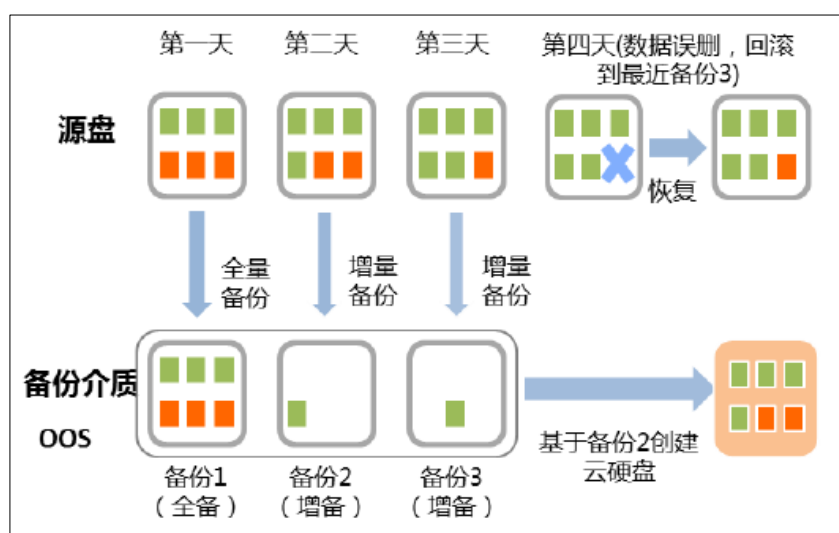 第一天
第二天
第三天
第四天(数据误删，回滚
到最近备份3)
源盘
恢复
全量
备份
增量
备份
增量
备份
备份介质
OOS
基于备份2创建
云硬盘
备份1
（全备）
备份2
（增备）
备份3
（增备）